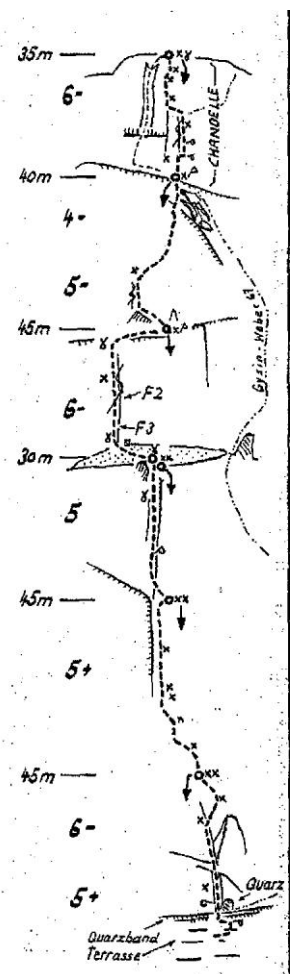 35m
6-
CHANDELLE
40m
4-
5-
45m
Gysin-Weber 61
F2
6-
F3
30m
5
45m
5+
45m
6-
Quarz
5+
Quarzband
Terrasse